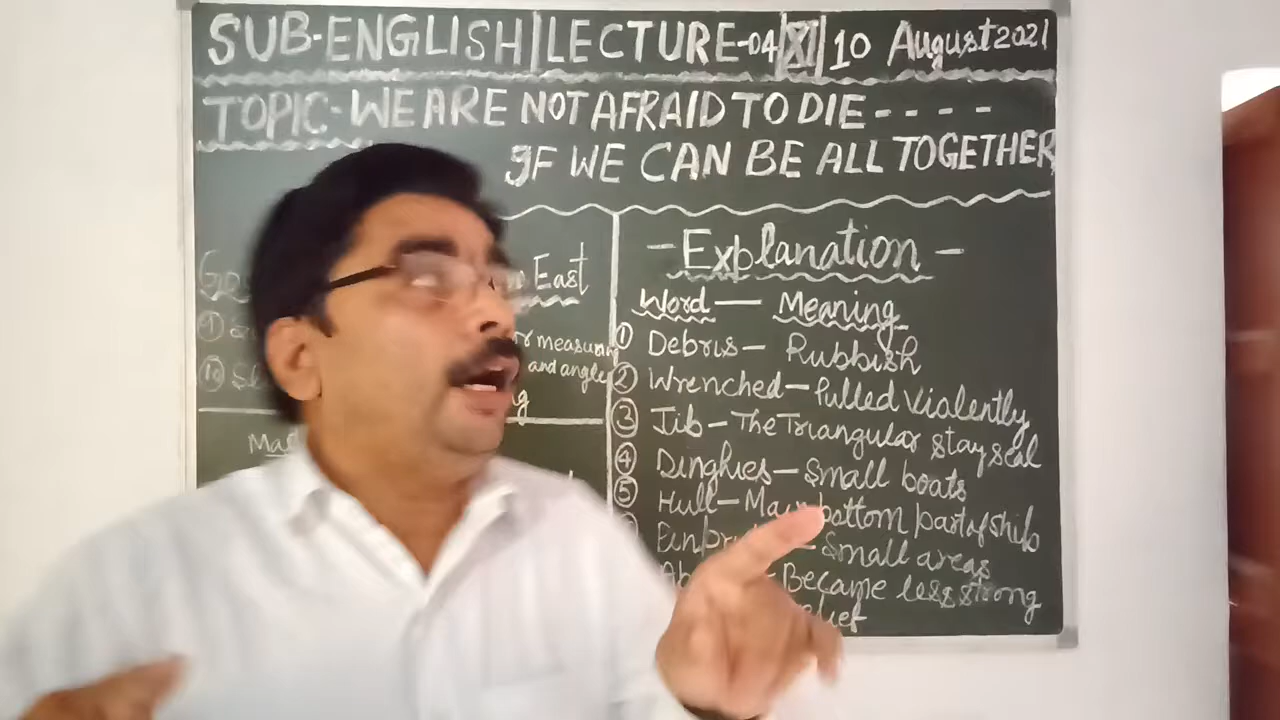 SUB-ENGLISH|LECTURE-04|XI|10 August 2021
TOPIC-WE ARE NOT AFRAID TO DIE----
IF WE CAN BE ALL TOGETHER
East
measuring
and angle
-Explanation-
Word — Meaning
① Debris — Rubbish
② Wrenched — Pulled violently
③ Jib — The Triangular stay seal
④ Dinghies — Small boats
⑤ Hull — Main bottom part of ship
— Small areas
Became less strong